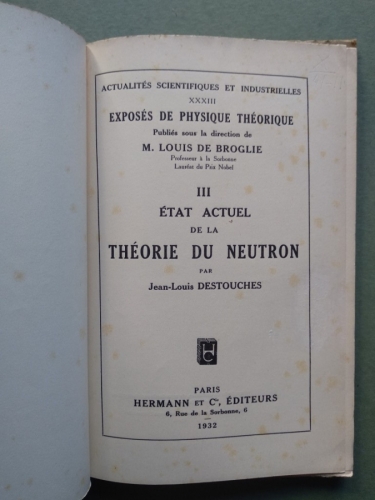 ACTUALITÉS SCIENTIFIQUES ET INDUSTRIELLES
XXXIII
EXPOSÉS DE PHYSIQUE THÉORIQUE
Publiés sous la direction de
M. LOUIS DE BROGLIE
Professeur à la Sorbonne
Lauréat du Prix Nobel
III
ÉTAT ACTUEL
DE LA
THÉORIE DU NEUTRON
PAR
Jean-Louis DESTOUCHES
HC
PARIS
HERMANN ET Cie, ÉDITEURS
6, Rue de la Sorbonne, 6
1932